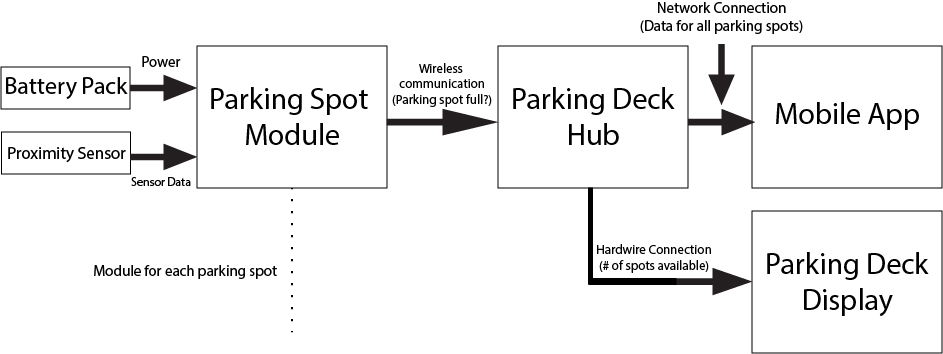 Network Connection
(Data for all parking spots)
Power
Battery Pack
Proximity Sensor
Sensor Data
Parking Spot
Module
Wireless
communication
(Parking spot full?)
Parking Deck
Hub
Mobile App
Module for each parking spot
Hardwire Connection
(# of spots available)
Parking Deck
Display